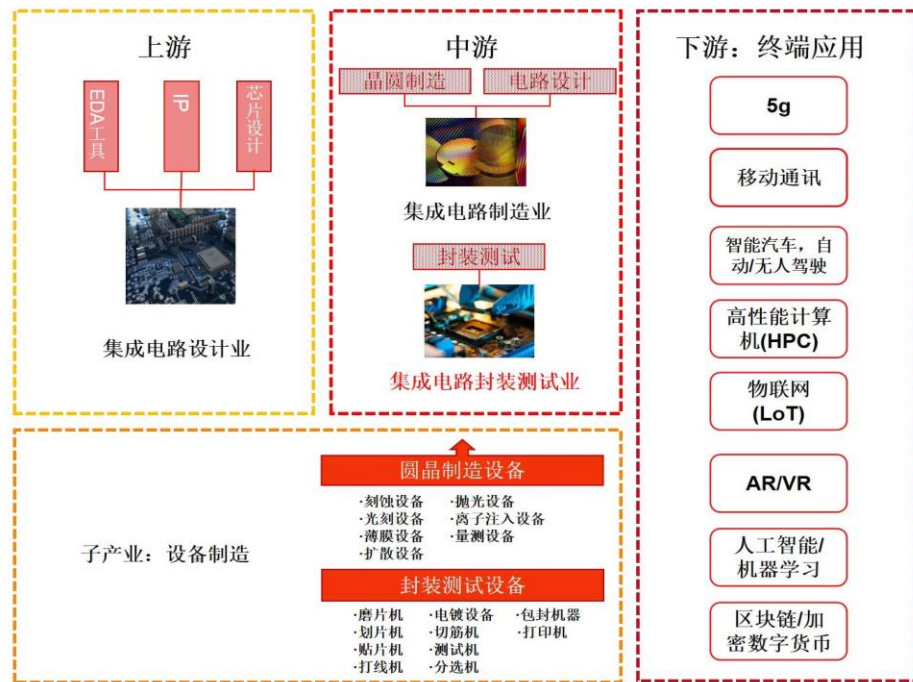 上游
EDA工具
IP
芯片设计
集成电路设计业
中游
晶圆制造
电路设计
集成电路制造业
封装测试
集成电路封装测试业
子产业：设备制造
圆晶制造设备
·刻蚀设备 ·抛光设备
·光刻设备 ·离子注入设备
·薄膜设备 ·量测设备
·扩散设备
封装测试设备
·磨片机 ·电镀设备 ·包封机器
·划片机 ·切筋机 ·打印机
·贴片机 ·测试机
·打线机 ·分选机
下游：终端应用
5g
移动通讯
智能汽车，自
动/无人驾驶
高性能计算
机(HPC)
物联网
(LoT)
AR/VR
人工智能/
机器学习
区块链/加
密数字货币